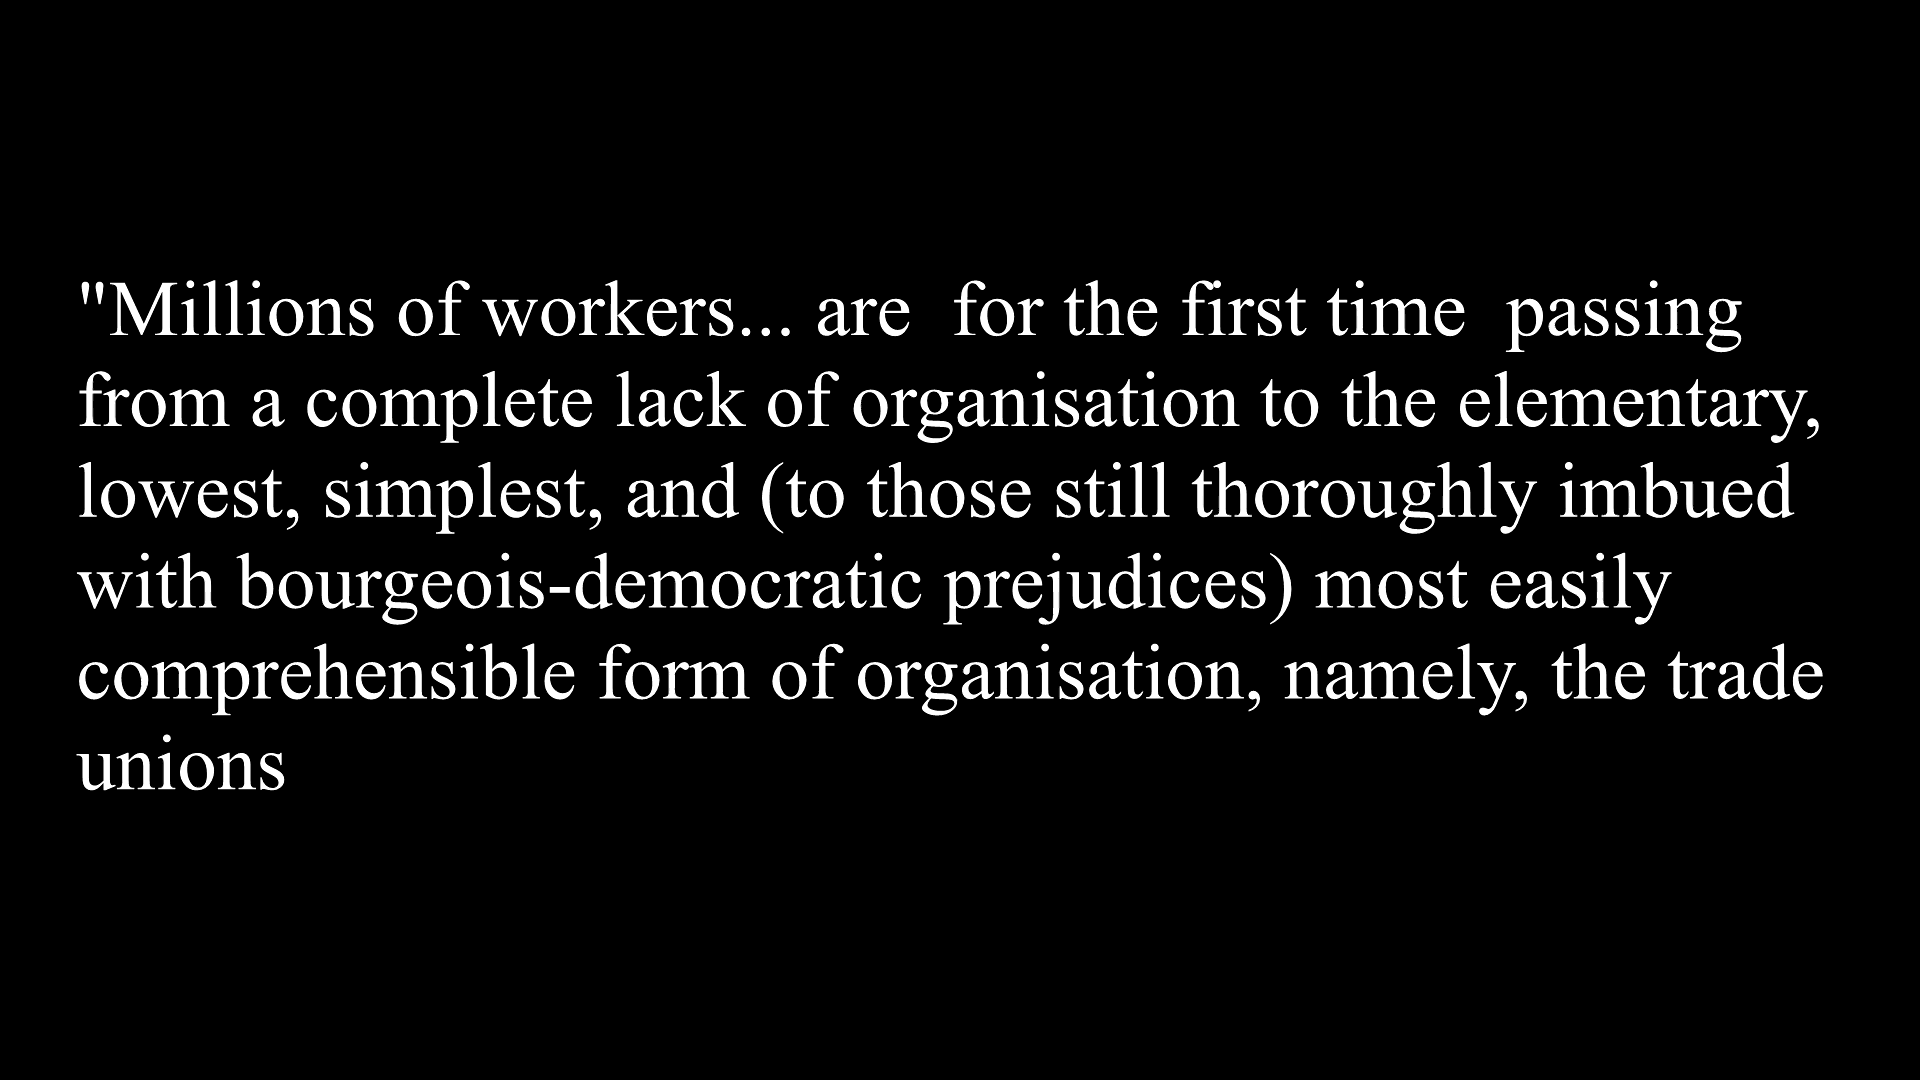 "Millions of workers... are  for the first time  passing
from a complete lack of organisation to the elementary,
lowest, simplest, and (to those still thoroughly imbued
with bourgeois-democratic prejudices) most easily
comprehensible form of organisation, namely, the trade
unions